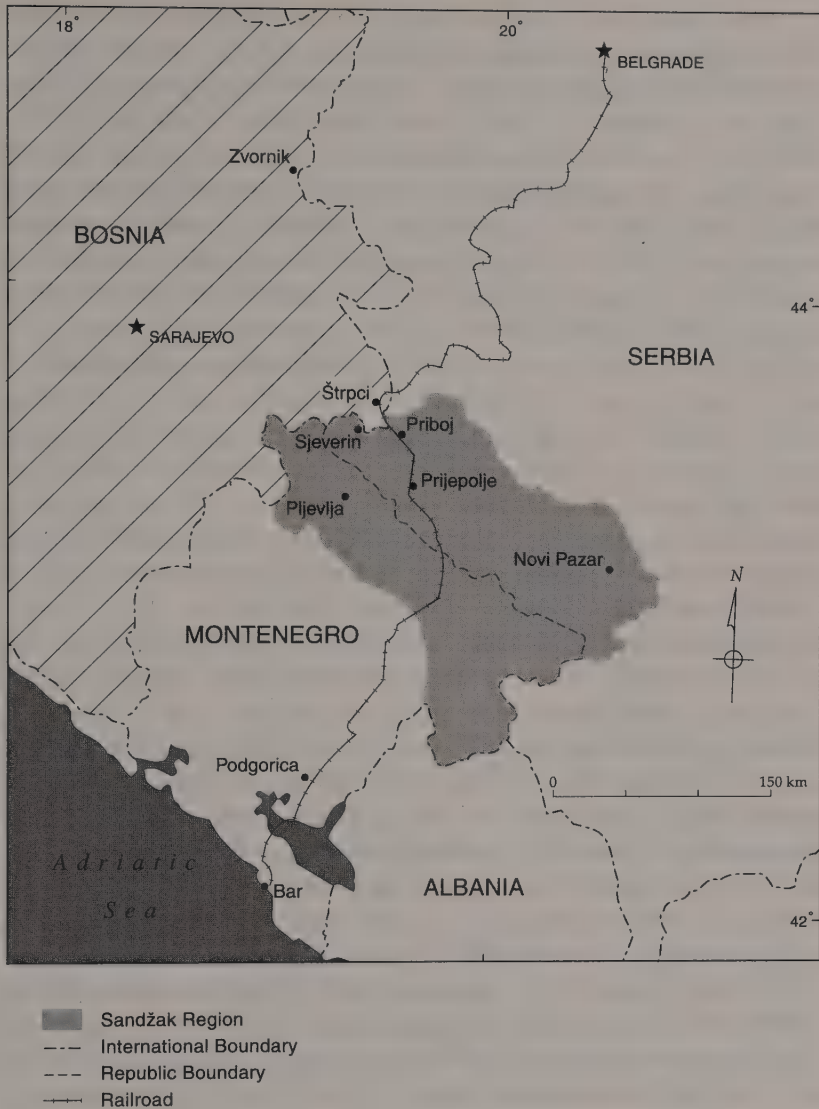 18°
20°
BELGRADE
Zvornik
BOSNIA
44°
SARAJEVO
SERBIA
Štrpci
Priboj
Sjeverin
Prijepolje
Pljevlja
Novi Pazar
N
MONTENEGRO
Podgorica
0
150 km
Adriatic
Sea
Bar
ALBANIA
42°
Sandžak Region
International Boundary
Republic Boundary
Railroad